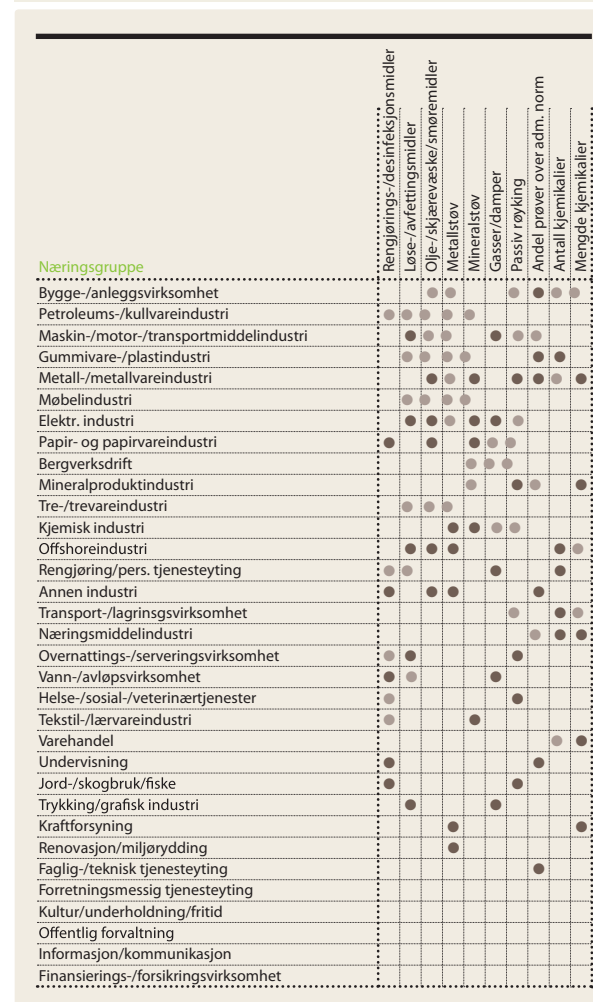 Rengjørings-/desinfeksjonsmidler
Løse-/avfettingsmidler
Olje-/skjærevæske/smøremidler
Metallstøv
Mineralstøv
Gasser/damper
Passiv røyking
Andel prøver over adm. norm
Antall kjemikalier
Mengde kjemikalier
Næringsgruppe
Bygge-/anleggsvirksomhet
Petroleums-/kullvareindustri
Maskin-/motor-/transportmiddelindustri
Gummivare-/plastindustri
Metall-/metallvareindustri
Møbelindustri
Elektr. industri
Papir- og papirvareindustri
Bergverksdrift
Mineralproduktindustri
Tre-/trevareindustri
Kjemisk industri
Offshoreindustri
Rengjøring/pers. tjenesteyting
Annen industri
Transport-/lagrinsgsvirksomhet
Næringsmiddelindustri
Overnattings-/serveringsvirksomhet
Vann-/avløpsvirksomhet
Helse-/sosial-/veterinærtjenester
Tekstil-/lærvareindustri
Varehandel
Undervisning
Jord-/skogbruk/fiske
Trykking/grafisk industri
Kraftforsyning
Renovasjon/miljørydding
Faglig-/teknisk tjenesteyting
Forretningsmessig tjenesteyting
Kultur/underholdning/fritid
Offentlig forvaltning
Informasjon/kommunikasjon
Finansierings-/forsikringsvirksomhet